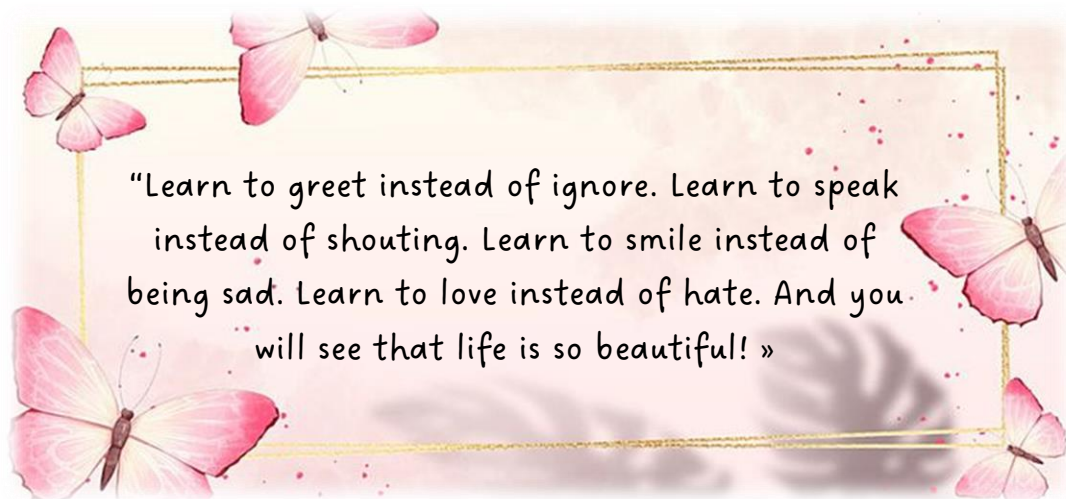 “Learn to greet instead of ignore. Learn to speak
instead of shouting. Learn to smile instead of
being sad. Learn to love instead of hate. And you
will see that life is so beautiful! »